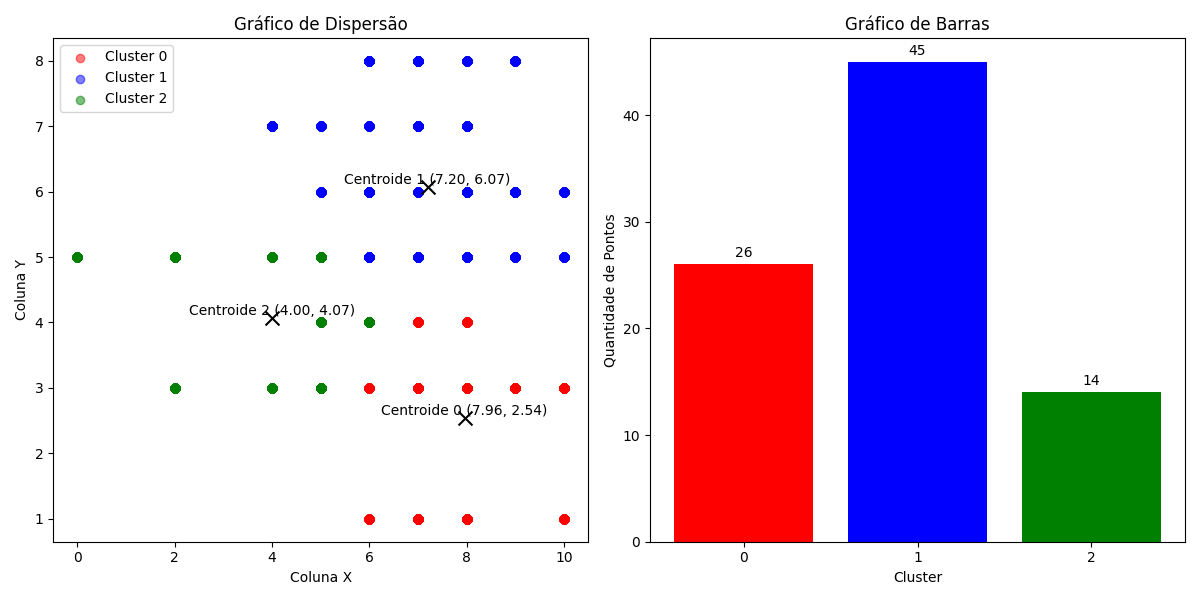 Gráfico de Dispersão
Cluster 0
Cluster 1
Cluster 2
Centroide 1 (7.20, 6.07)
Centroide 2 (4.00, 4.07)
Centroide 0 (7.96, 2.54)
8
7
6
5
4
3
2
1
Coluna Y
0
2
4
6
8
10
Coluna X
Gráfico de Barras
45
26
14
40
30
20
10
0
Quantidade de Pontos
0
1
2
Cluster